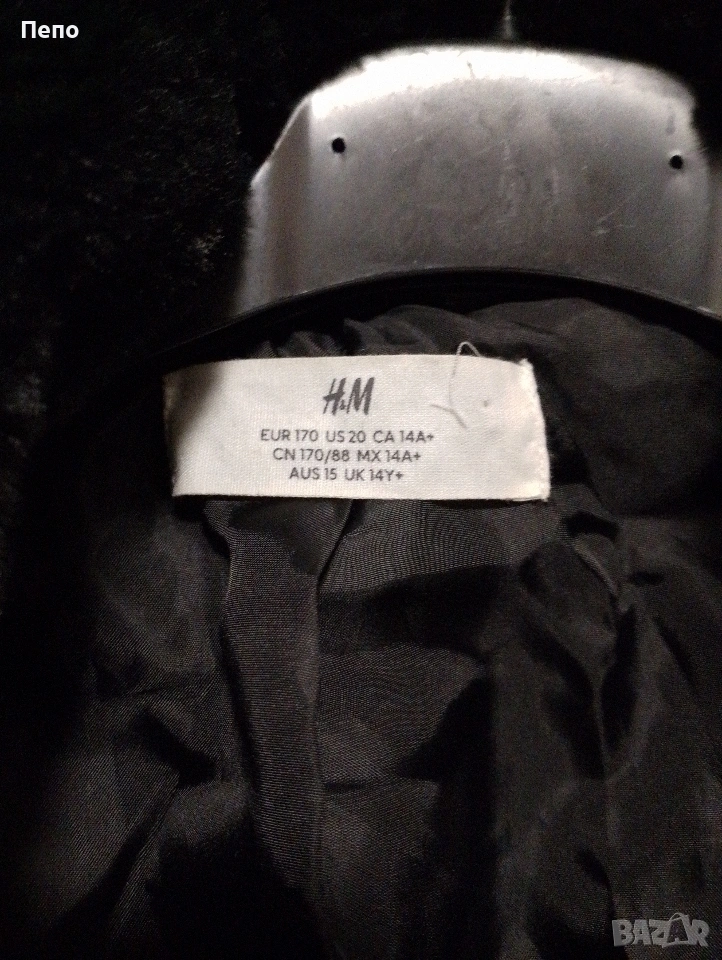 Пепо
H&M
EUR 170 US 20 CA 14A+
CN 170/88 MX 14A+
AUS 15 UK 14Y+
BAZAR